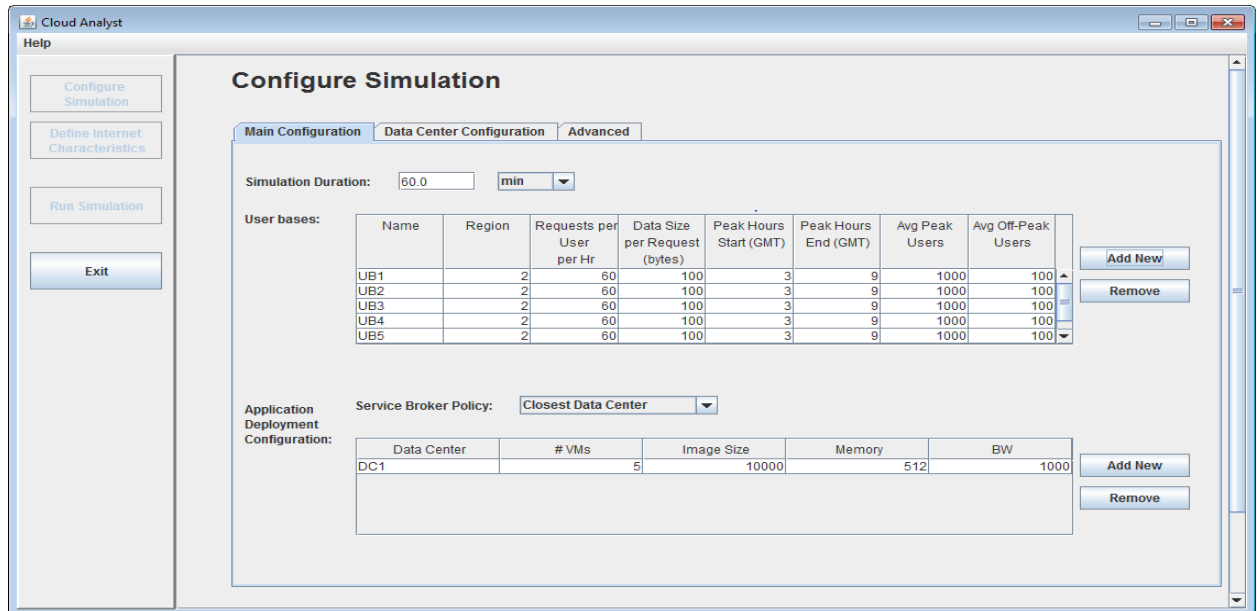 Cloud Analyst
Help
Configure
Simulation
Define Internet
Characteristics
Run Simulation
Exit
Configure Simulation
Main Configuration Data Center Configuration Advanced
Simulation Duration: 60.0 min
User bases:
Name Region Requests per User per Hr Data Size per Request (bytes) Peak Hours Start (GMT) Peak Hours End (GMT) Avg Peak Users Avg Off-Peak Users
UB1 2 60 100 3 9 1000 100
UB2 2 60 100 3 9 1000 100
UB3 2 60 100 3 9 1000 100
UB4 2 60 100 3 9 1000 100
UB5 2 60 100 3 9 1000 100
Add New
Remove
Application
Deployment
Configuration:
Service Broker Policy: Closest Data Center
Data Center # VMs Image Size Memory BW
DC1 5 10000 512 1000
Add New
Remove